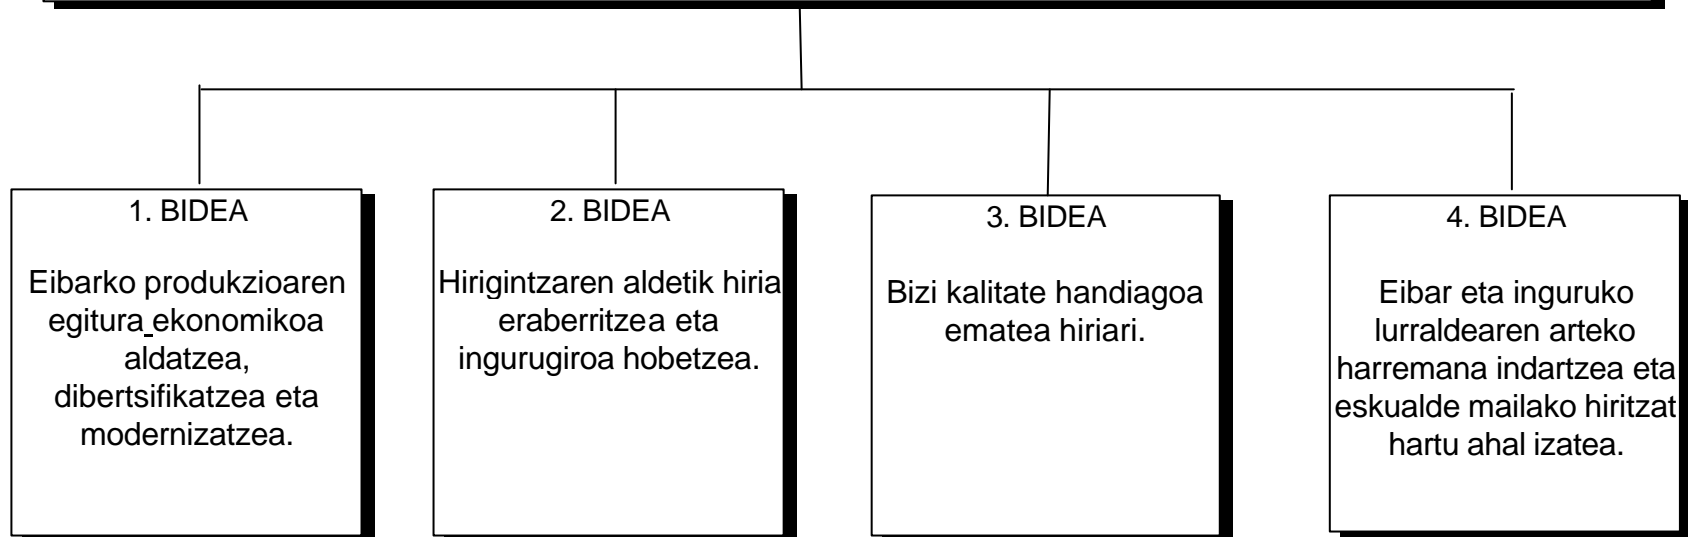 1. BIDEA
Eibarko produkzioaren
egitura ekonomikoa
aldatzea,
dibertsifikatzea eta
modernizatzea.
2. BIDEA
Hirigintzaren aldetik hiria
eraberritzea eta
ingurugiroa hobetzea.
3. BIDEA
Bizi kalitate handiagoa
ematea hiriari.
4. BIDEA
Eibar eta inguruko
lurraldearen arteko
harremana indartzea eta
eskualde mailako hiritzat
hartu ahal izatea.